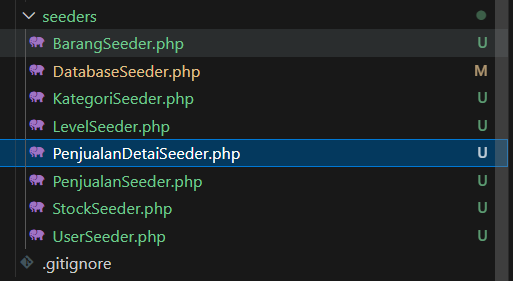 seeders
BarangSeeder.php U
DatabaseSeeder.php M
KategoriSeeder.php U
LevelSeeder.php U
PenjualanDetaiSeeder.php U
PenjualanSeeder.php U
StockSeeder.php U
UserSeeder.php U
.gitignore